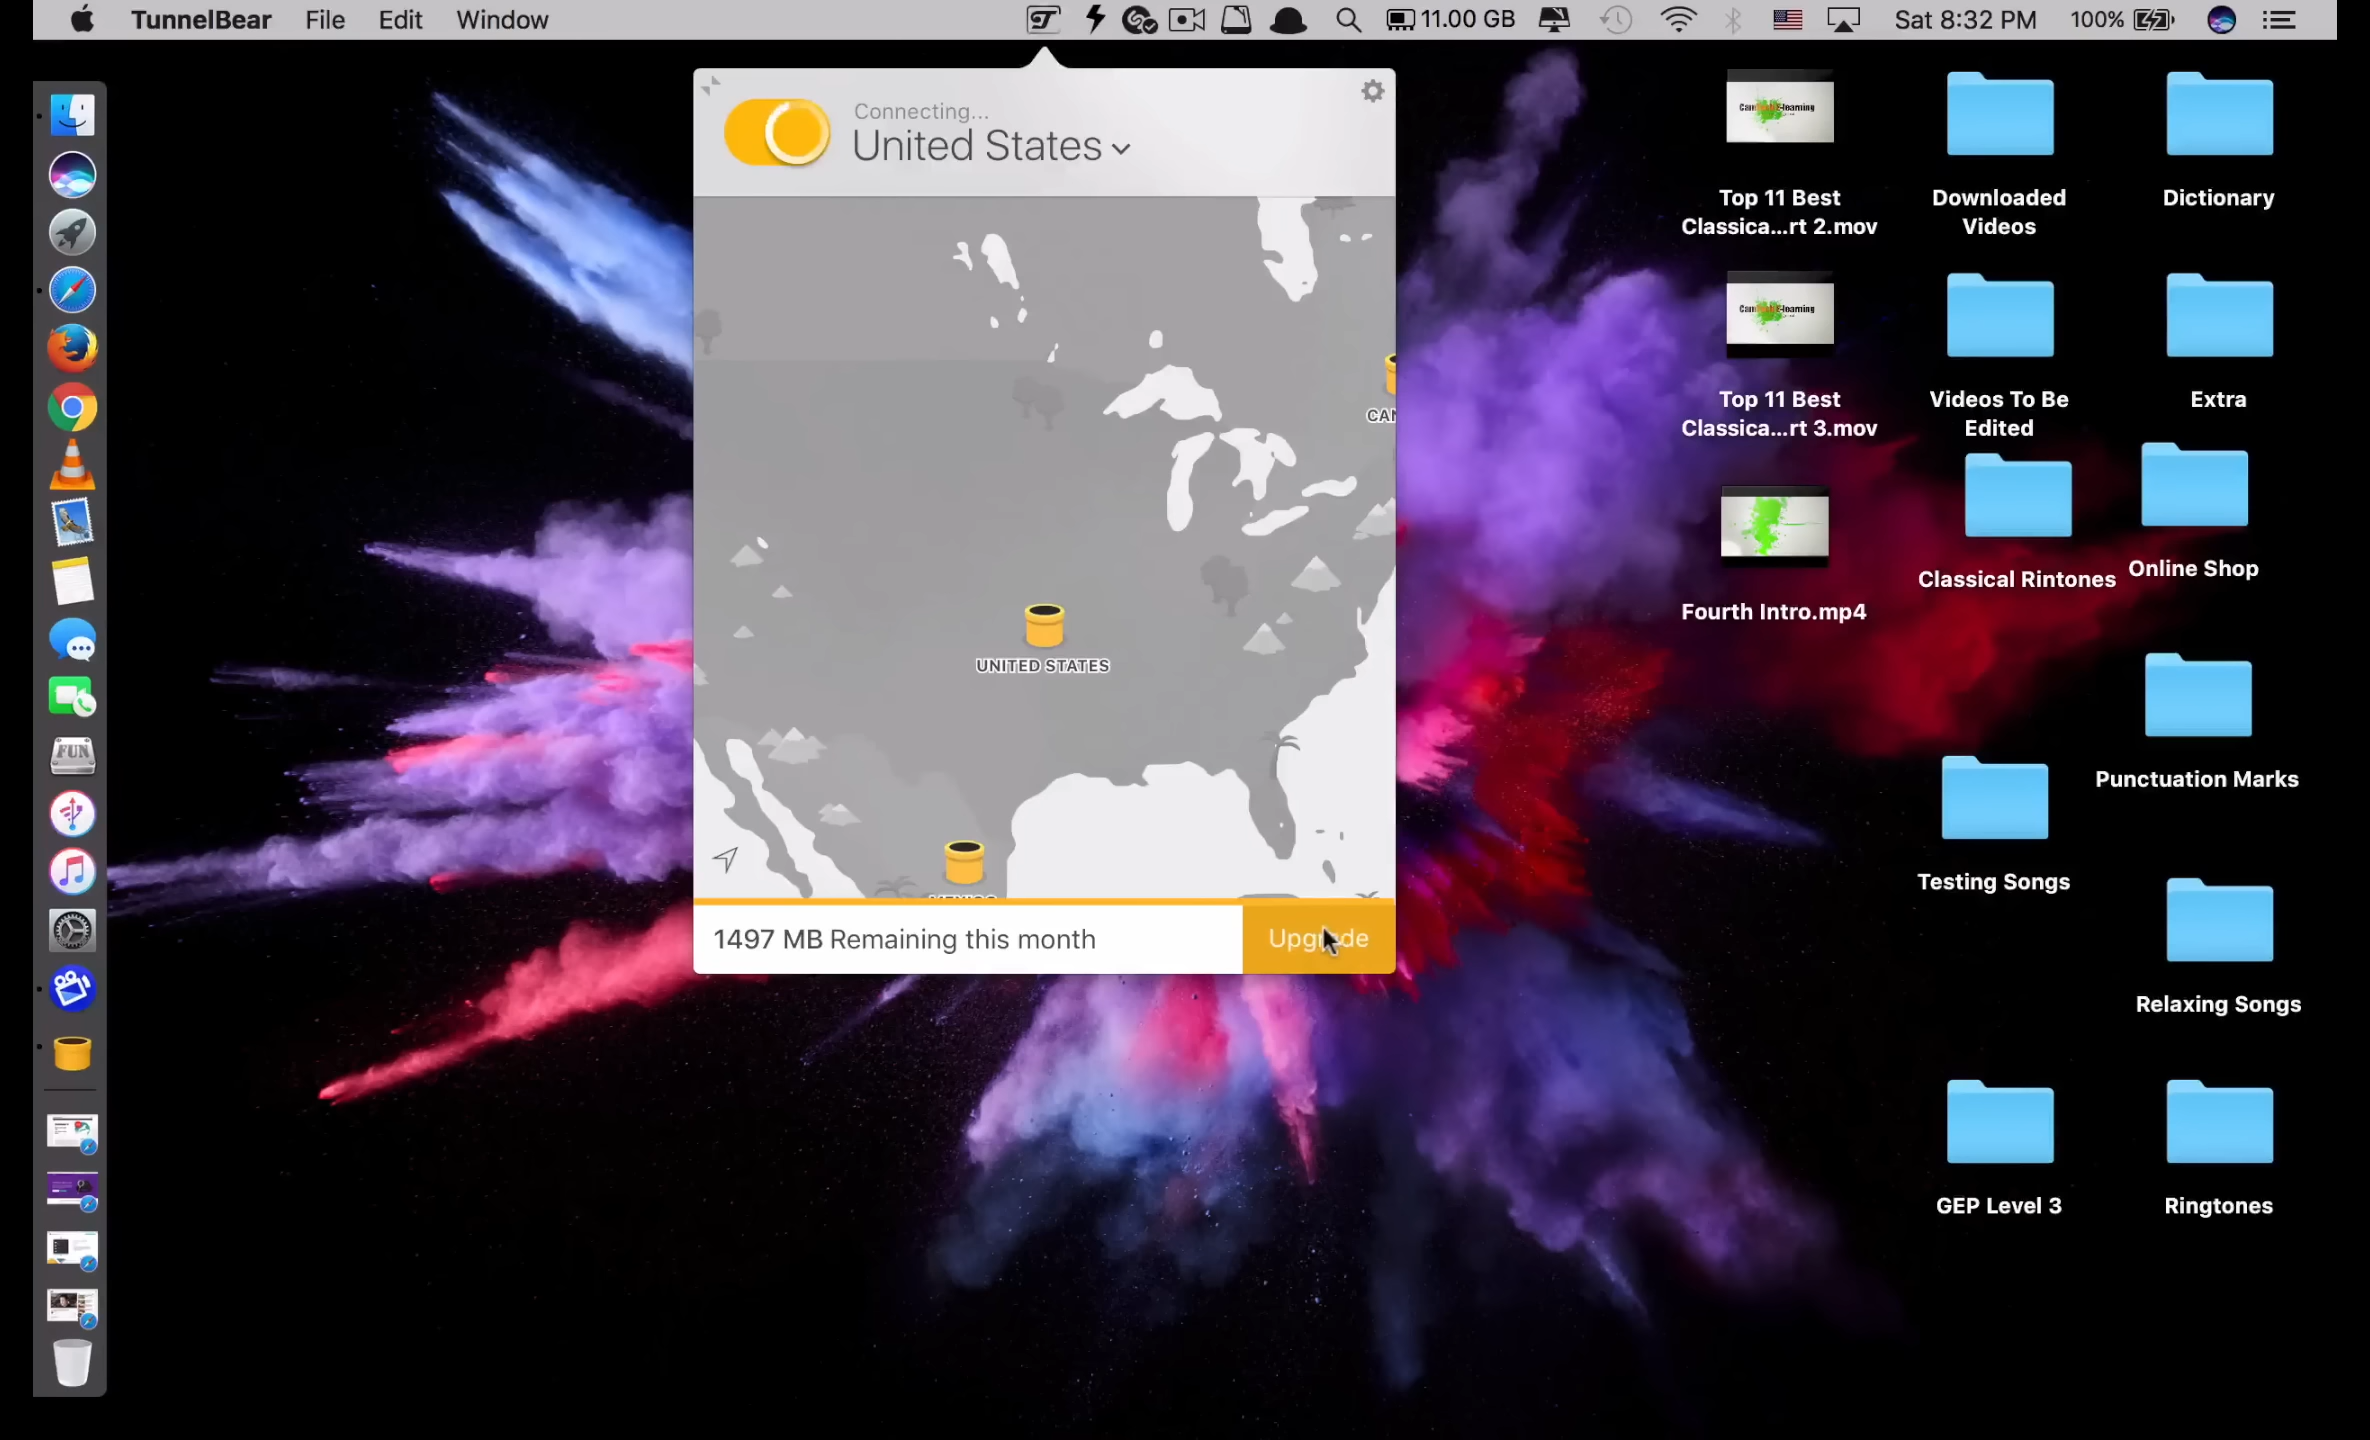 TunnelBear File Edit Window 11.00 GB Sat 8:32 PM 100%
Connecting...
United States
UNITED STATES
1497 MB Remaining this month
Upgrade
FUN
Top 11 Best
Classica...rt 2.mov
Downloaded
Videos
Dictionary
Top 11 Best
Classica...rt 3.mov
Videos To Be
Edited
Extra
Fourth Intro.mp4
Classical Rintones
Online Shop
Punctuation Marks
Testing Songs
Relaxing Songs
GEP Level 3
Ringtones